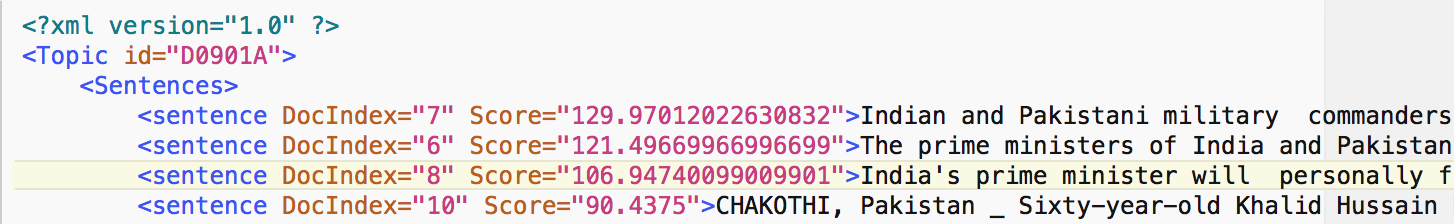 <?xml version="1.0" ?>
<Topic id="D0901A">
<Sentences>
<sentence DocIndex="7" Score="129.97012022630832">Indian and Pakistani military  commanders
<sentence DocIndex="6" Score="121.49669966996699">The prime ministers of India and Pakistan
<sentence DocIndex="8" Score="106.94740099009901">India's prime minister will  personally f
<sentence DocIndex="10" Score="90.4375">CHAKOTHI, Pakistan _ Sixty-year-old Khalid Hussain